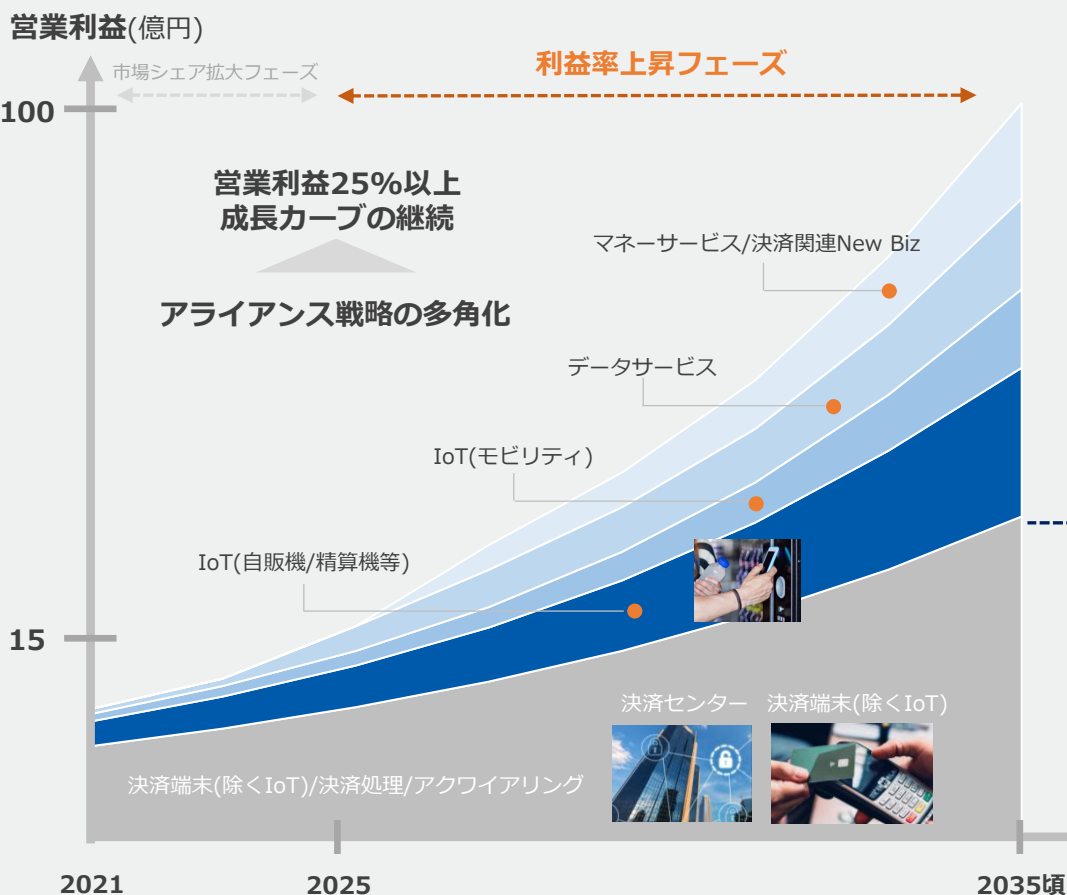 営業利益(億円)
市場シェア拡大フェーズ
利益率上昇フェーズ
100
営業利益25%以上
成長カーブの継続
マネーサービス/決済関連New Biz
アライアンス戦略の多角化
データサービス
IoT(モビリティ)
IoT(自販機/精算機等)
15
決済センター
決済端末(除くIoT)
決済端末(除くIoT)/決済処理/アクワイアリング
2021
2025
2035頃